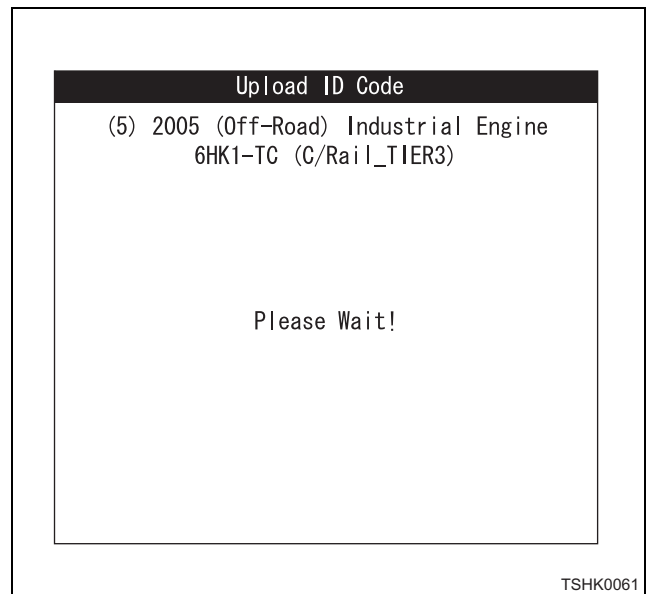 Upload ID Code
(5) 2005 (Off-Road) Industrial Engine
6HK1-TC (C/Rail_TIER3)
Please Wait!
TSHK0061